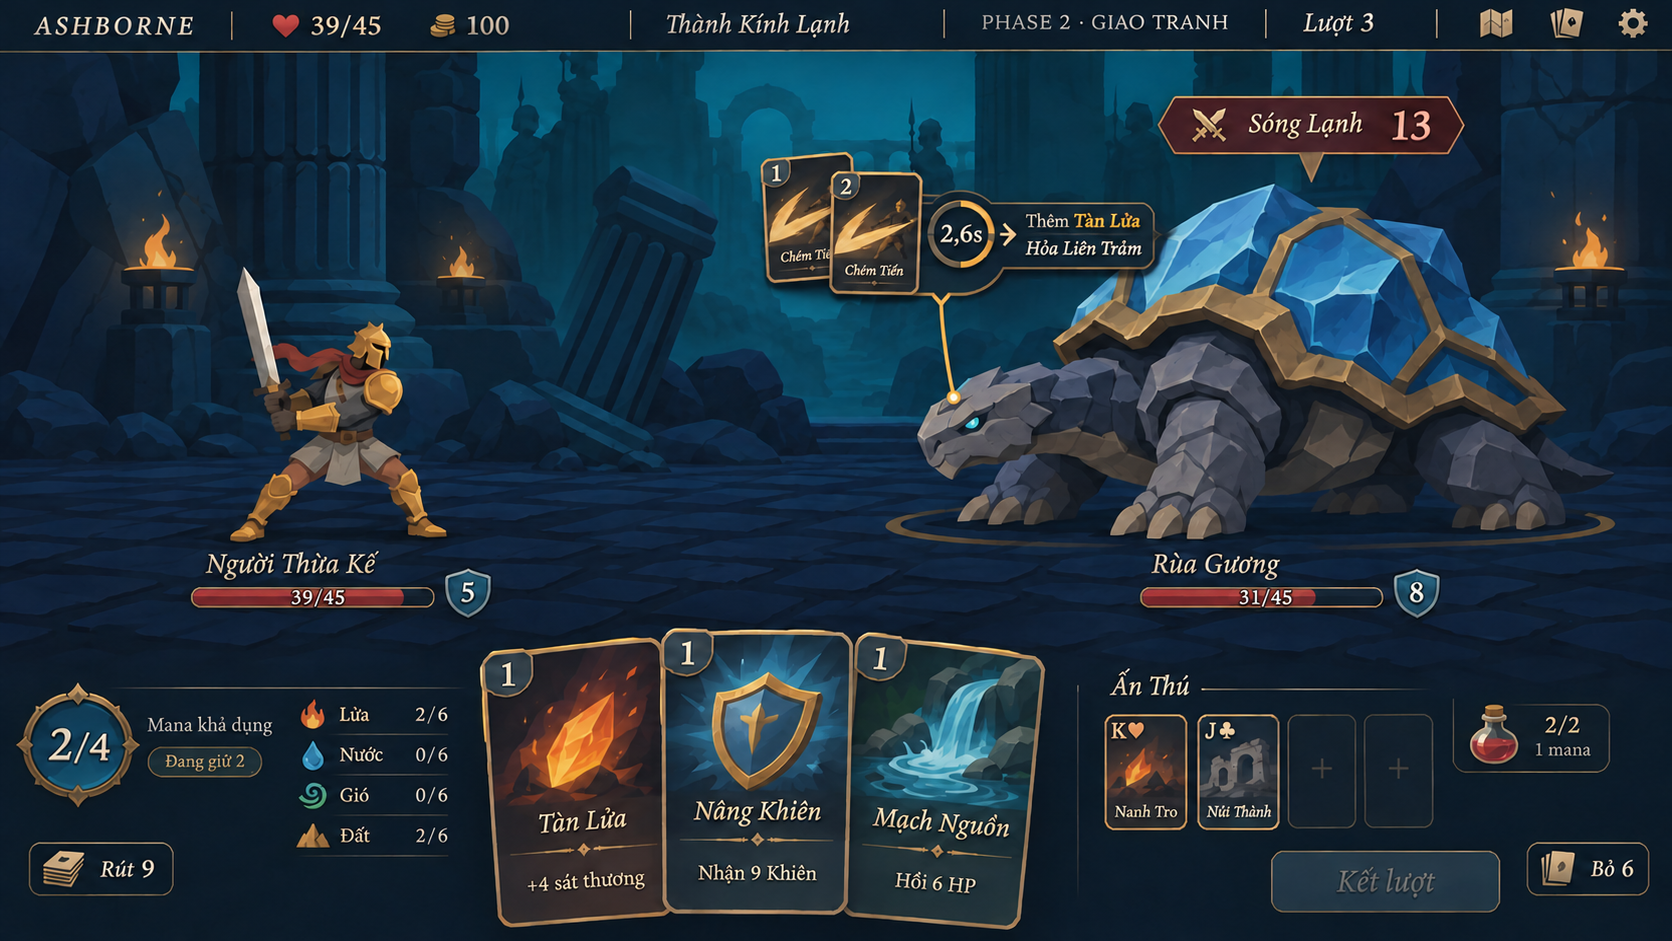 ASHBORNE
39/45
100
Thành Kính Lạnh
PHASE 2 · GIAO TRANH
Lượt 3
Sóng Lạnh 13
1
Chém Tiế
2
Chém Tiến
2,6s
Thêm Tàn Lửa
Hỏa Liên Trảm
Người Thừa Kế
39/45
5
Rùa Gương
31/45
8
2/4
Mana khả dụng
Đang giữ 2
Lửa 2/6
Nước 0/6
Gió 0/6
Đất 2/6
Rút 9
1
Tàn Lửa
+4 sát thương
1
Nâng Khiên
Nhận 9 Khiên
1
Mạch Nguồn
Hồi 6 HP
Ấn Thú
K♥
Nanh Tro
J♣
Núi Thành
+
+
2/2
1 mana
Kết lượt
Bỏ 6